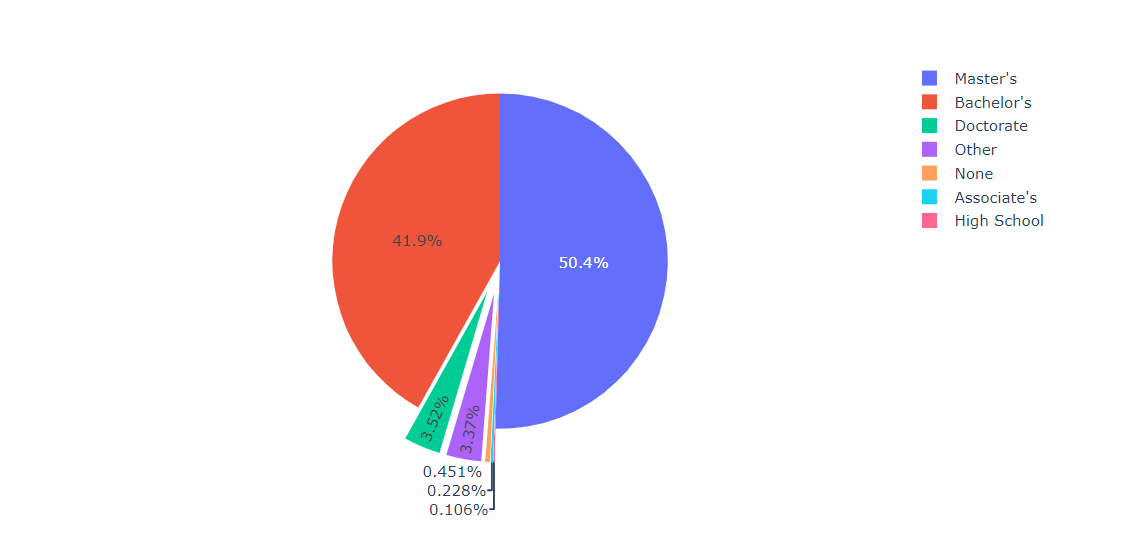 Master's
Bachelor's
Doctorate
Other
None
Associate's
High School
41.9%
50.4%
3.52%
3.37%
0.451%
0.228%
0.106%